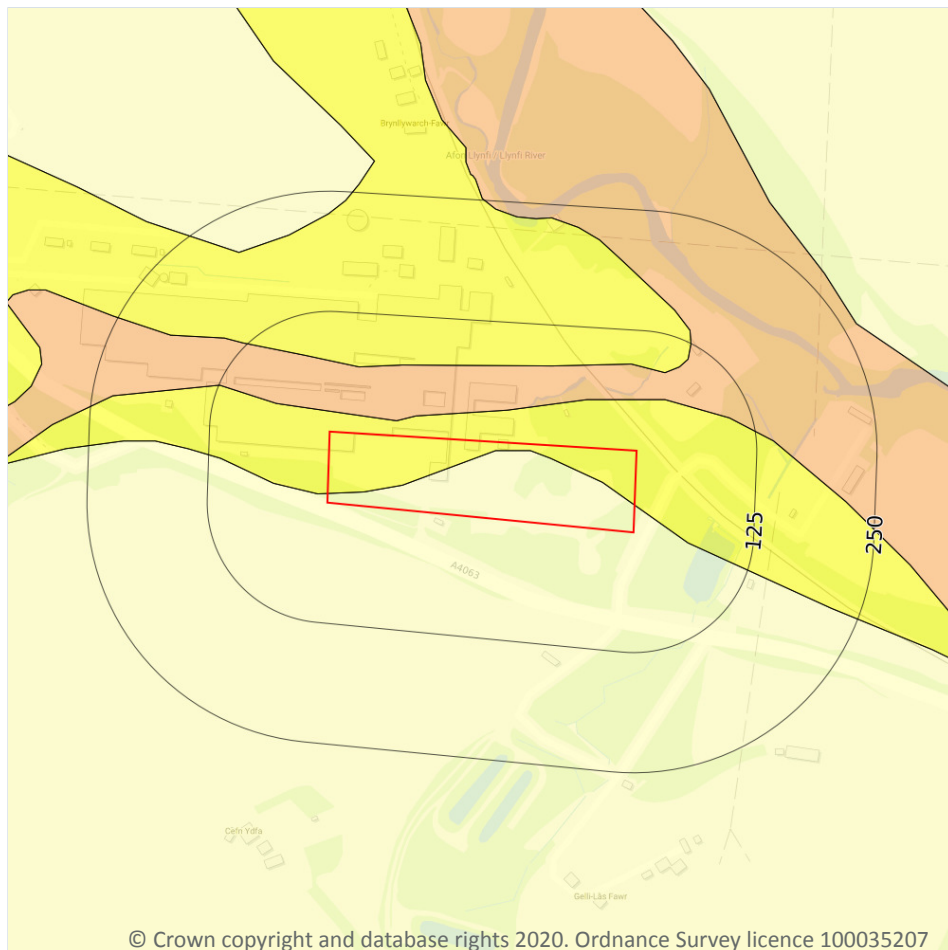 Brynllywarch-Fawr
Afon Llynfi / Llynfi River
125
250
A4063
Cefn Ydfa
Gelli-Lâs Fawr
© Crown copyright and database rights 2020. Ordnance Survey licence 100035207